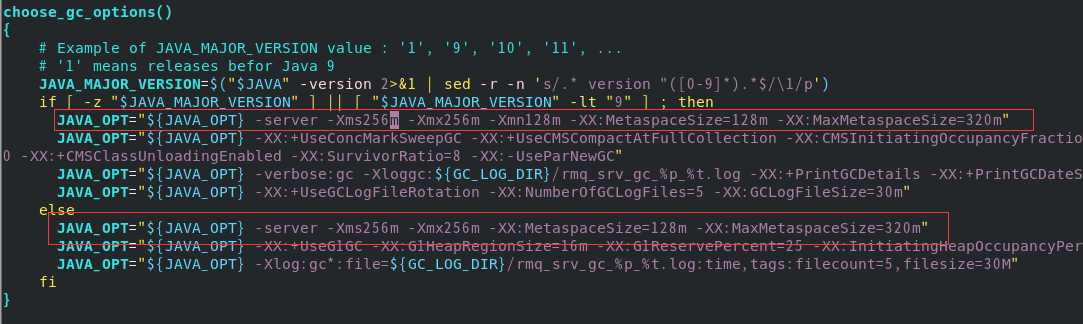 choose_gc_options()
{
    # Example of JAVA_MAJOR_VERSION value : '1', '9', '10', '11', ...
    # '1' means releases befor Java 9
    JAVA_MAJOR_VERSION=$("$JAVA" -version 2>&1 | sed -r -n 's/.* version "([0-9]*).*$/\1/p')
    if [ -z "$JAVA_MAJOR_VERSION" ] || [ "$JAVA_MAJOR_VERSION" -lt "9" ] ; then
      JAVA_OPT="${JAVA_OPT} -server -Xms256m -Xmx256m -Xmn128m -XX:MetaspaceSize=128m -XX:MaxMetaspaceSize=320m"
      JAVA_OPT="${JAVA_OPT} -XX:+UseConcMarkSweepGC -XX:+UseCMSCompactAtFullCollection -XX:CMSInitiatingOccupancyFractio
0 -XX:+CMSClassUnloadingEnabled -XX:SurvivorRatio=8 -XX:-UseParNewGC"
      JAVA_OPT="${JAVA_OPT} -verbose:gc -Xloggc:${GC_LOG_DIR}/rmq_srv_gc_%p_%t.log -XX:+PrintGCDetails -XX:+PrintGCDateS
      JAVA_OPT="${JAVA_OPT} -XX:+UseGCLogFileRotation -XX:NumberOfGCLogFiles=5 -XX:GCLogFileSize=30m"
    else
      JAVA_OPT="${JAVA_OPT} -server -Xms256m -Xmx256m -XX:MetaspaceSize=128m -XX:MaxMetaspaceSize=320m"
      JAVA_OPT="${JAVA_OPT} -XX:+UseG1GC -XX:G1HeapRegionSize=16m -XX:G1ReservePercent=25 -XX:InitiatingHeapOccupancyPer
      JAVA_OPT="${JAVA_OPT} -Xlog:gc*:file=${GC_LOG_DIR}/rmq_srv_gc_%p_%t.log:time,tags:filecount=5,filesize=30M"
    fi
}